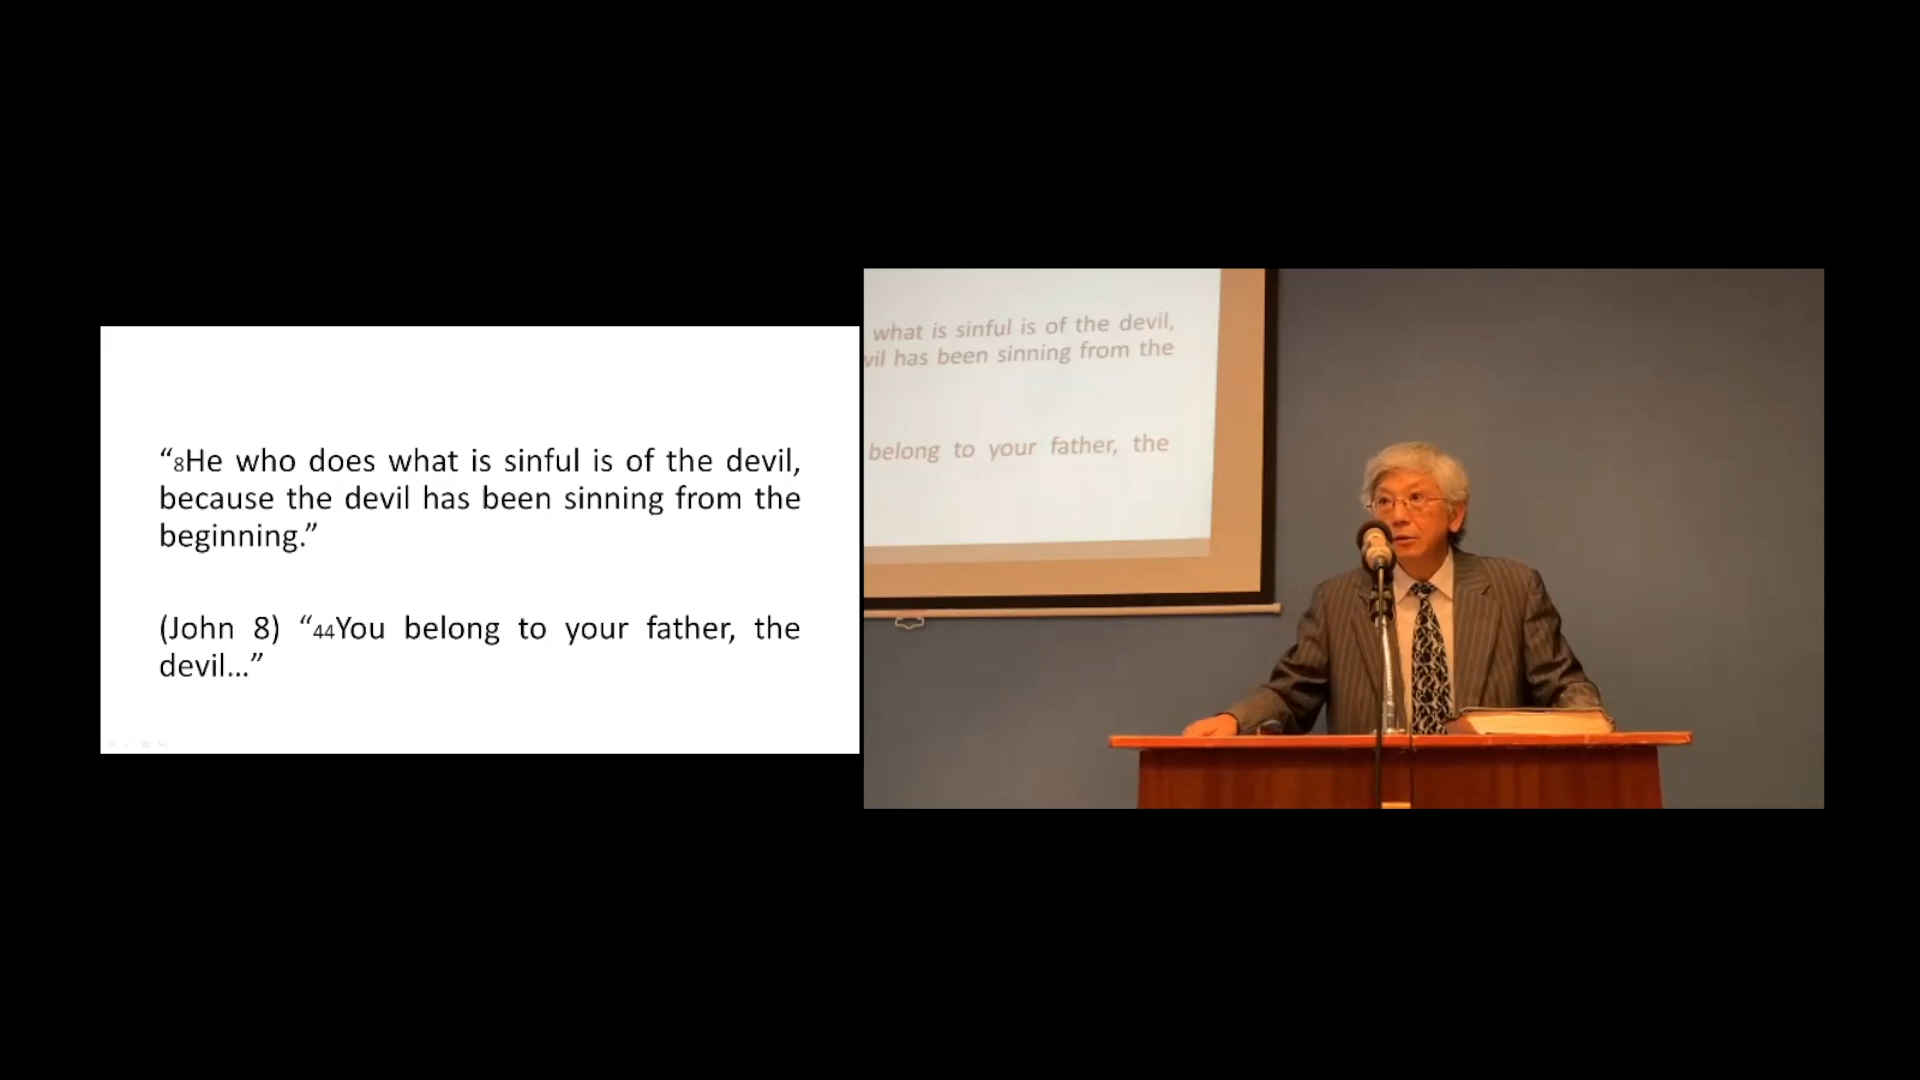 “8He who does what is sinful is of the devil,
because the devil has been sinning from the
beginning.”
(John 8) “44You belong to your father, the
devil...”
what is sinful is of the devil,
vil has been sinning from the
belong to your father, the